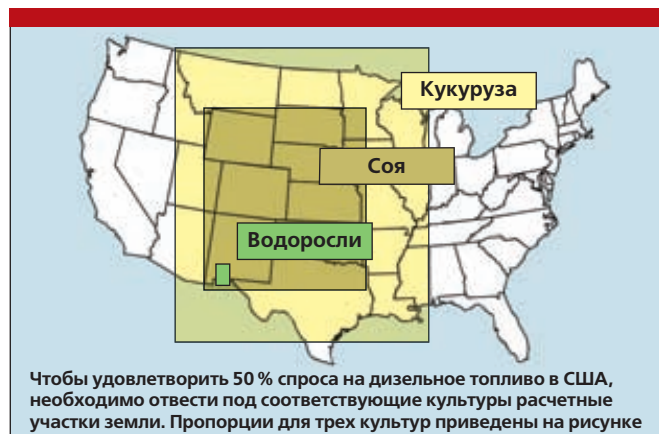 Кукуруза
Соя
Водоросли
Чтобы удовлетворить 50 % спроса на дизельное топливо в США,
необходимо отвести под соответствующие культуры расчетные
участки земли. Пропорции для трех культур приведены на рисунке